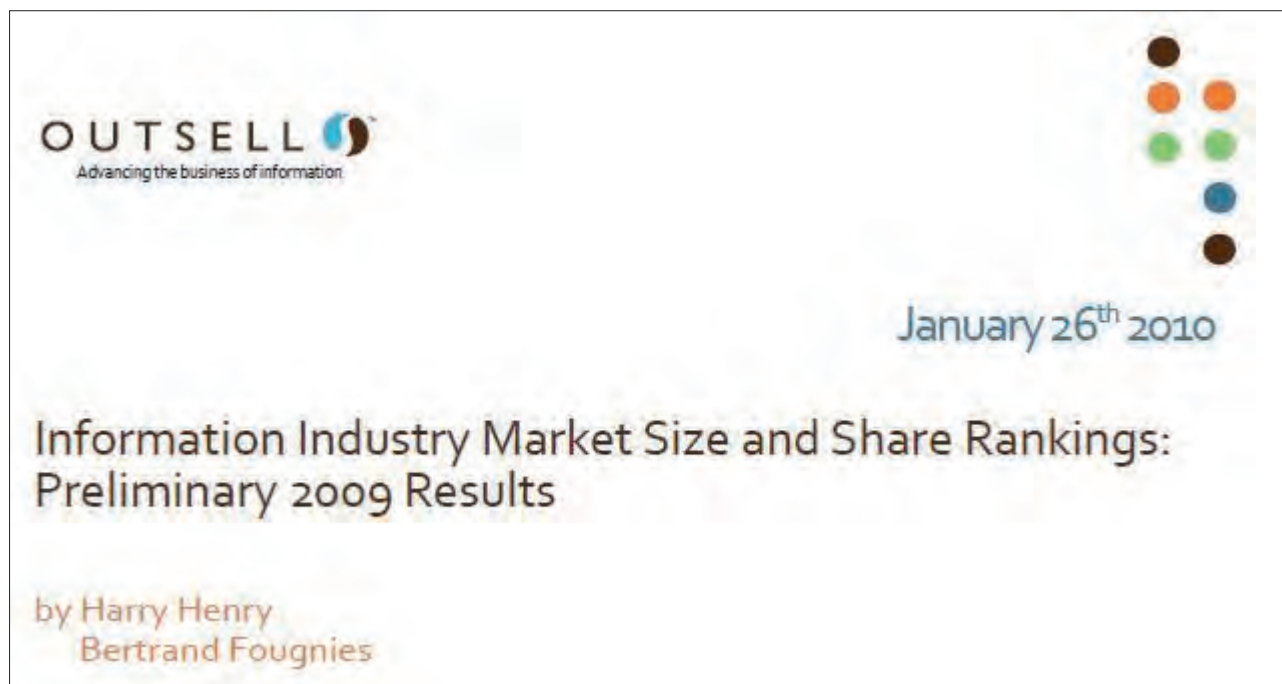 OUTSELL™
Advancing the business of information
January 26th 2010
Information Industry Market Size and Share Rankings:
Preliminary 2009 Results
by Harry Henry
Bertrand Fougnies